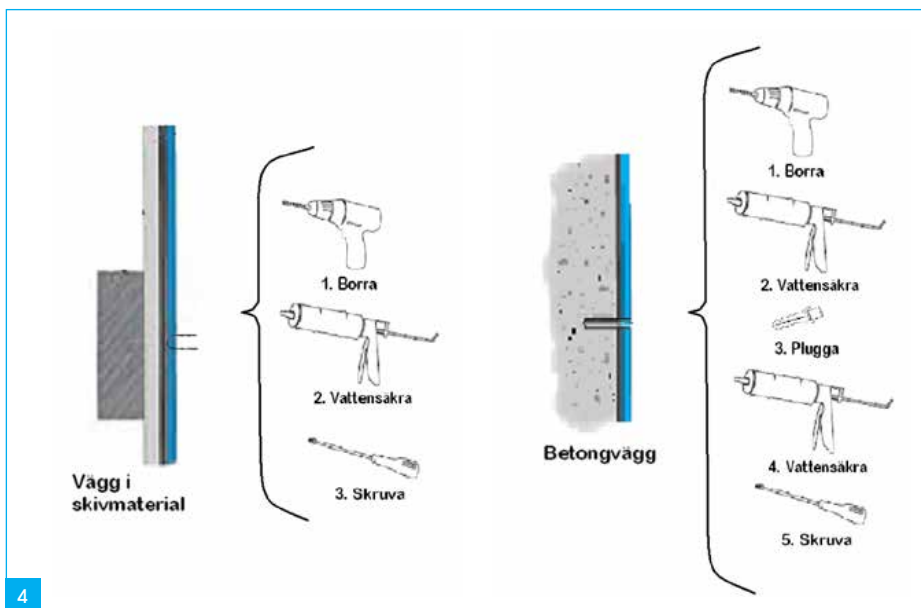 1. Borra
2. Vattensäkra
3. Skruva
Vägg i
skivmaterial
1. Borra
2. Vattensäkra
3. Plugga
4. Vattensäkra
5. Skruva
Betongvägg
4